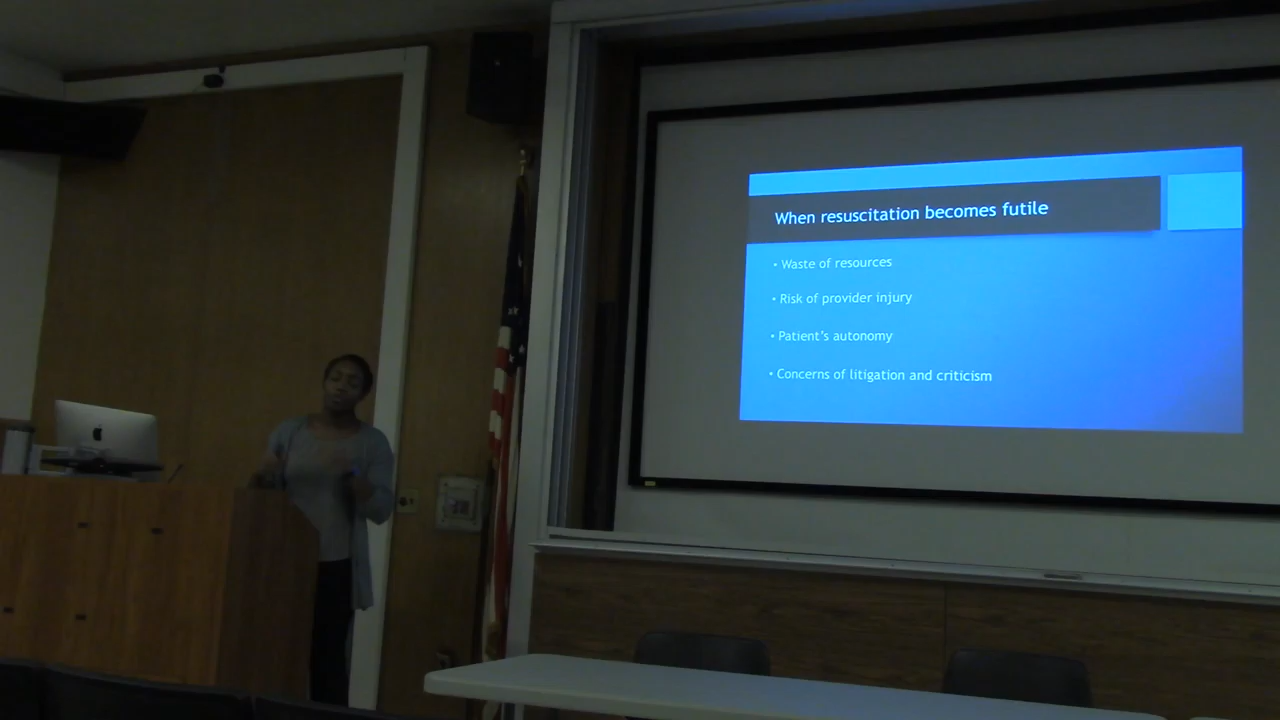 When resuscitation becomes futile
• Waste of resources
• Risk of provider injury
• Patient's autonomy
• Concerns of litigation and criticism